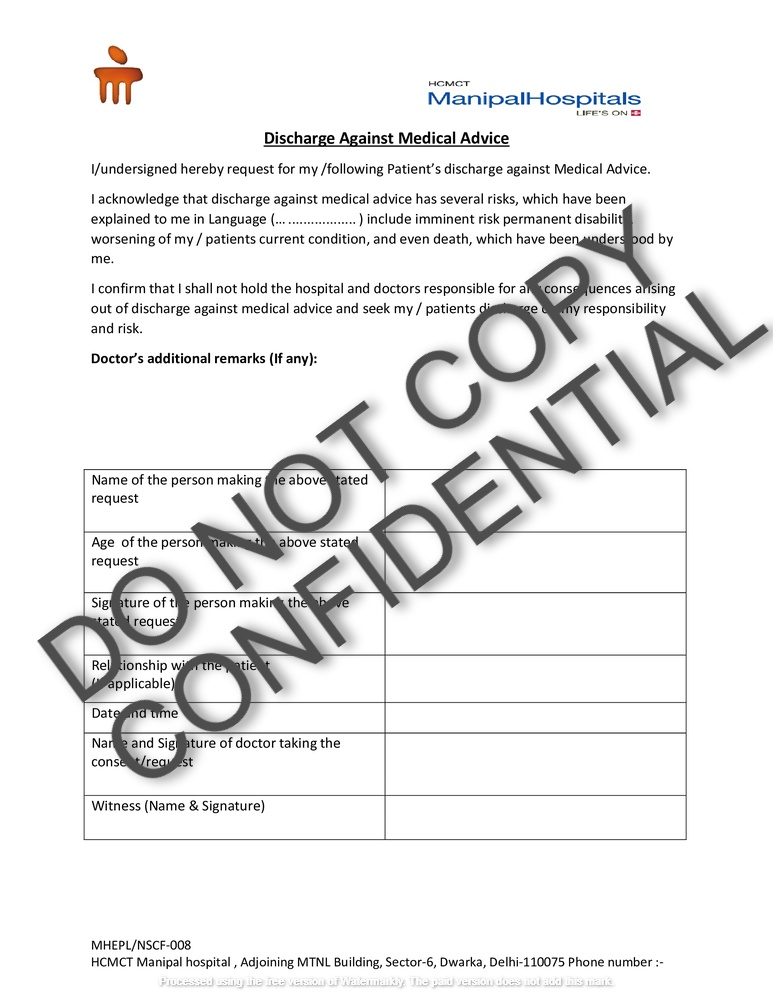 HCMCT
ManipalHospitals
LIFE'S ON
Discharge Against Medical Advice
I/undersigned hereby request for my /following Patient's discharge against Medical Advice.
I acknowledge that discharge against medical advice has several risks, which have been
explained to me in Language (... .................. ) include imminent risk permanent disability,
worsening of my / patients current condition, and even death, which have been understood by
me.
I confirm that I shall not hold the hospital and doctors responsible for any consequences arising
out of discharge against medical advice and seek my / patients discharge on my responsibility
and risk.
Doctor's additional remarks (If any):
Name of the person making the above stated
request
Age of the person making the above stated
request
Signature of the person making the above
stated request
Relationship with the patient
(If applicable)
Date and time
Name and Signature of doctor taking the
consent/request
Witness (Name & Signature)
DO NOT COPY
CONFIDENTIAL
MHEPL/NSCF-008
HCMCT Manipal hospital , Adjoining MTNL Building, Sector-6, Dwarka, Delhi-110075 Phone number :-
Processed using the free version of Watermarkly. The paid version does not add this mark.